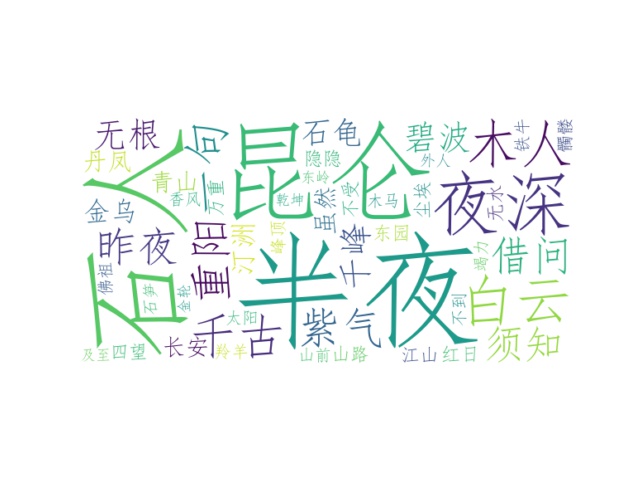 无根
石人
一句
昆仑
石龟
碧波
木人
铁牛
髑髅
丹凤
隐隐
外人
青山
万重
香风
东岭
乾坤
虽然
不受
木马
尘埃
夜深
无水
金乌
昨夜
重阳
汀洲
峰顶
千峰
东园
竭力
借问
佛祖
石笋
金轮
半夜
白云
太阳
千古
紫气
不到
须知
及至
四望
长安
羚羊
山前山路
江山
红日